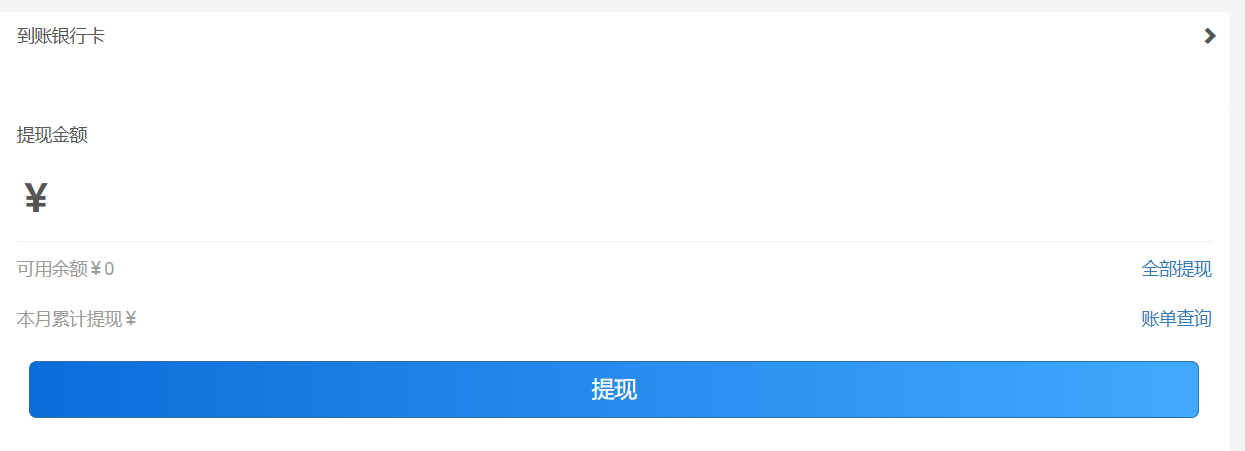 到账银行卡
提现金额
¥
可用余额 ¥ 0 全部提现
本月累计提现 ¥ 账单查询
提现